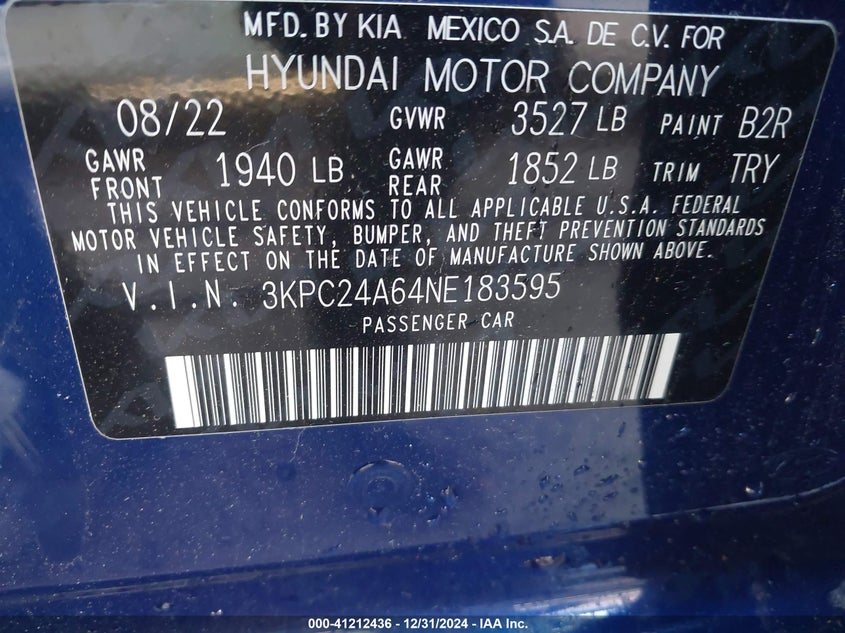 MFD. BY KIA MEXICO S.A. DE C.V. FOR
HYUNDAI MOTOR COMPANY
08/22 GVWR 3527 LB PAINT B2R
GAWR FRONT 1940 LB GAWR REAR 1852 LB TRIM TRY
THIS VEHICLE CONFORMS TO ALL APPLICABLE U.S.A. FEDERAL
MOTOR VEHICLE SAFETY, BUMPER, AND THEFT PREVENTION STANDARDS
IN EFFECT ON THE DATE OF MANUFACTURE SHOWN ABOVE.
V.I.N. 3KPC24A64NE183595
PASSENGER CAR
000-41212436 - 12/31/2024 - IAA Inc.